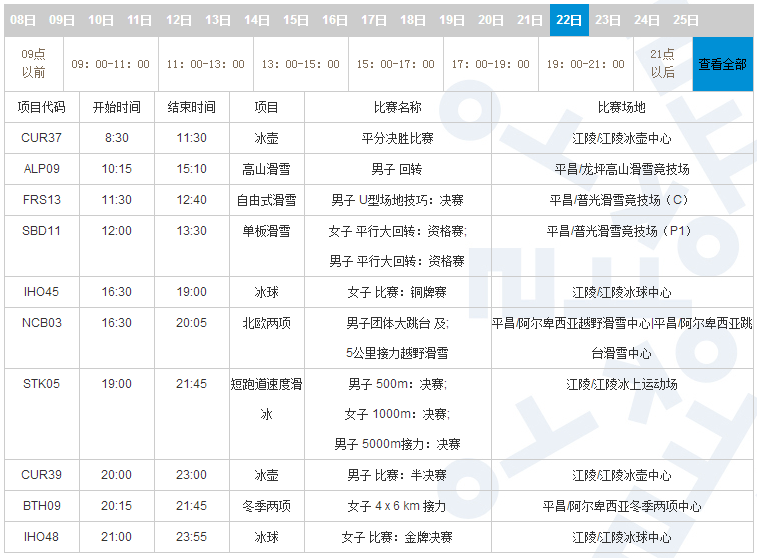 08日 09日 10日 11日 12日 13日 14日 15日 16日 17日 18日 19日 20日 21日 22日 23日 24日 25日
09点以前 09：00-11：00 11：00-13：00 13：00-15：00 15：00-17：00 17：00-19：00 19：00-21：00 21点以后 查看全部
项目代码 开始时间 结束时间 项目 比赛名称 比赛场地
CUR37 8:30 11:30 冰壶 平分决胜比赛 江陵/江陵冰壶中心
ALP09 10:15 15:10 高山滑雪 男子 回转 平昌/龙坪高山滑雪竞技场
FRS13 11:30 12:40 自由式滑雪 男子 U型场地技巧：决赛 平昌/普光滑雪竞技场（C）
SBD11 12:00 13:30 单板滑雪 女子 平行大回转：资格赛; 平昌/普光滑雪竞技场（P1）
男子 平行大回转：资格赛
IHO45 16:30 19:00 冰球 女子 比赛：铜牌赛 江陵/江陵冰球中心
NCB03 16:30 20:05 北欧两项 男子团体大跳台 及; 平昌/阿尔卑西亚越野滑雪中心|平昌/阿尔卑西亚跳
5公里接力越野滑雪 台滑雪中心
STK05 19:00 21:45 短跑道速度滑 男子 500m：决赛; 江陵/江陵冰上运动场
冰 女子 1000m：决赛;
男子 5000m接力：决赛
CUR39 20:00 23:00 冰壶 男子 比赛：半决赛 江陵/江陵冰壶中心
BTH09 20:15 21:45 冬季两项 女子 4 x 6 km 接力 平昌/阿尔卑西亚冬季两项中心
IHO48 21:00 23:55 冰球 女子 比赛：金牌决赛 江陵/江陵冰球中心